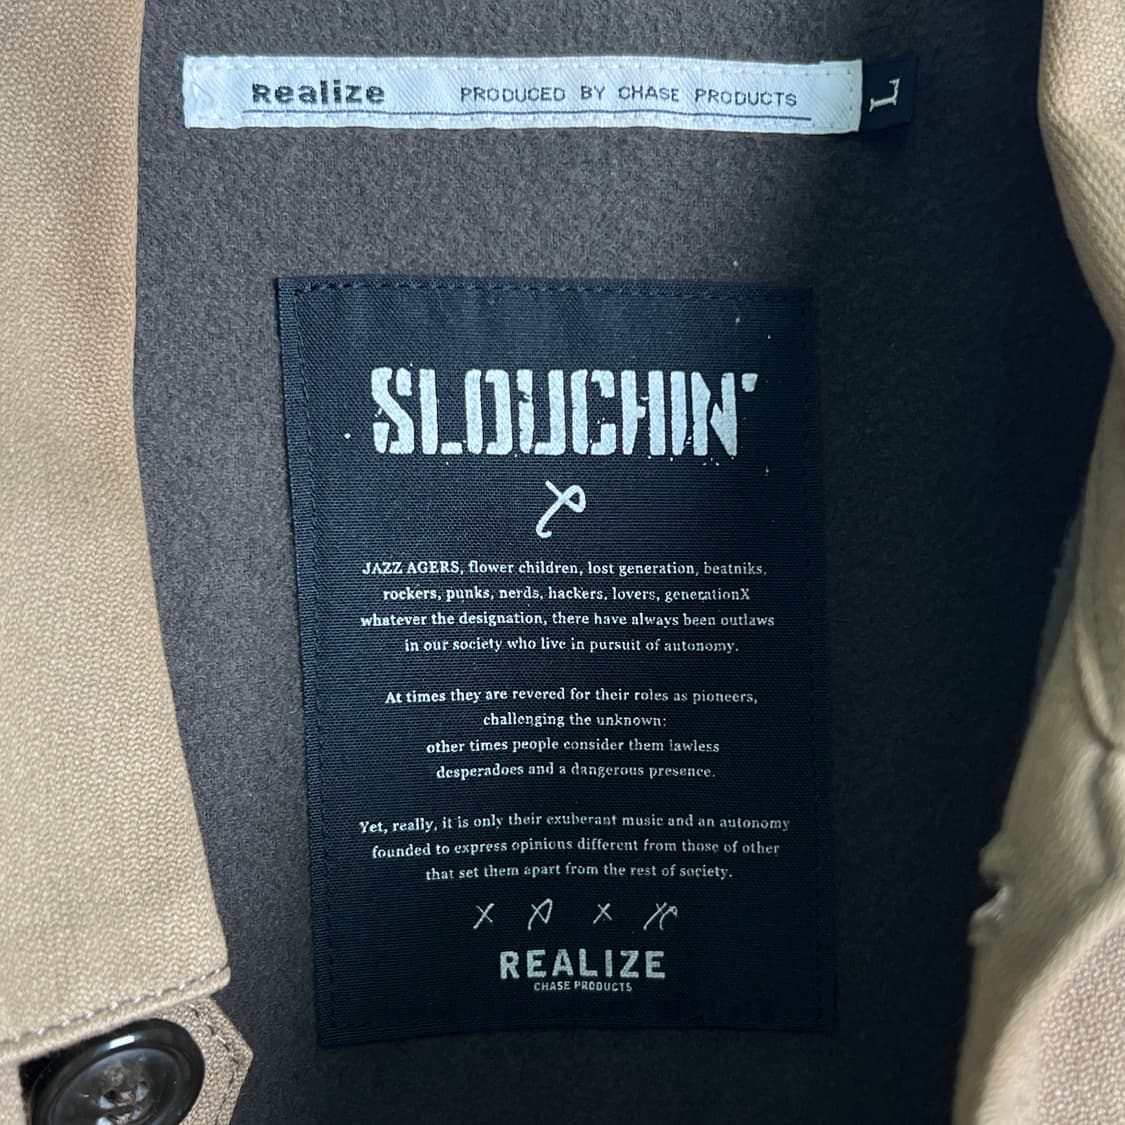 Realize PRODUCED BY CHASE PRODUCTS L
SLOUCHIN'
JAZZ AGERS, flower children, lost generation, beatniks,
rockers, punks, nerds, hackers, lovers, generationX
whatever the designation, there have always been outlaws
in our society who live in pursuit of autonomy.
At times they are revered for their roles as pioneers,
challenging the unknown:
other times people consider them lawless
desperadoes and a dangerous presence.
Yet, really, it is only their exuberant music and an autonomy
founded to express opinions different from those of other
that set them apart from the rest of society.
REALIZE
CHASE PRODUCTS